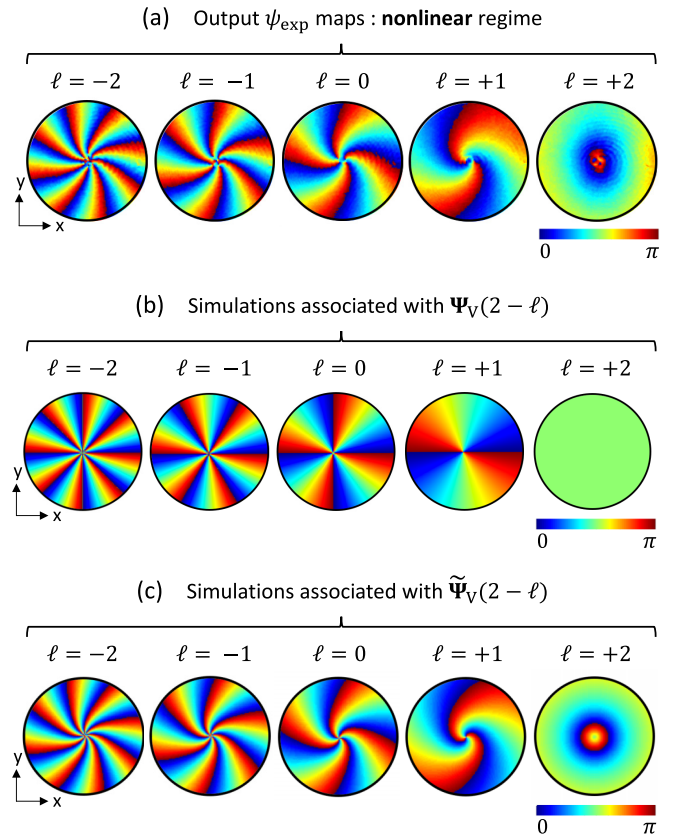 (a) Output ψexp maps : nonlinear regime
ℓ = −2 ℓ = −1 ℓ = 0 ℓ = +1 ℓ = +2
y
x
0 π
(b) Simulations associated with ΨV(2 − ℓ)
ℓ = −2 ℓ = −1 ℓ = 0 ℓ = +1 ℓ = +2
y
x
0 π
(c) Simulations associated with Ψ̃V(2 − ℓ)
ℓ = −2 ℓ = −1 ℓ = 0 ℓ = +1 ℓ = +2
y
x
0 π